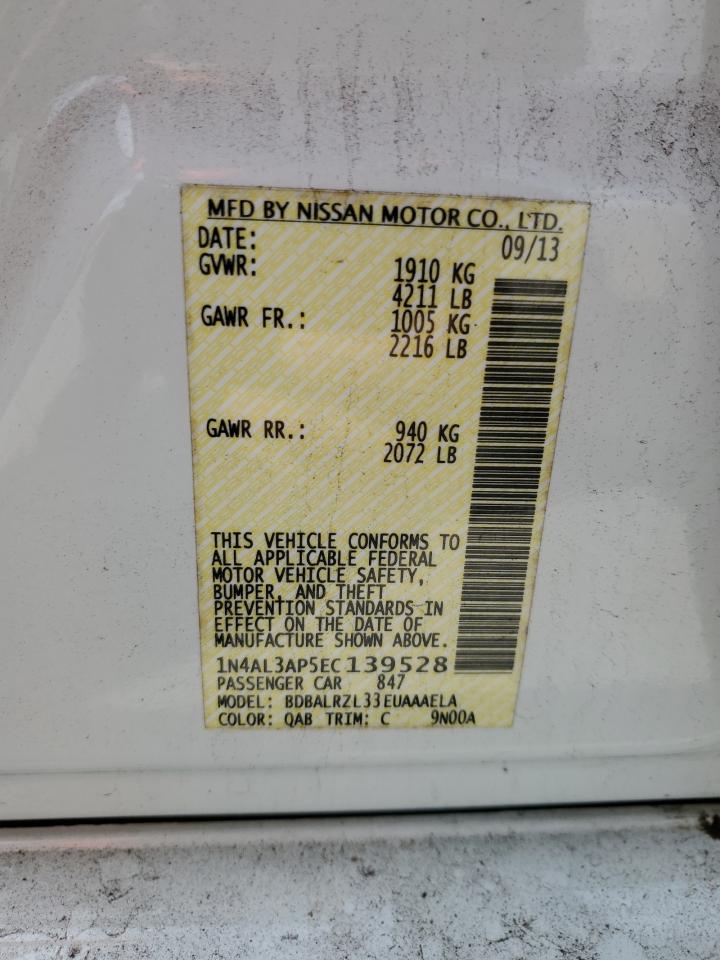 MFD BY NISSAN MOTOR CO., LTD.
DATE: 09/13
GVWR: 1910 KG
4211 LB
GAWR FR.: 1005 KG
2216 LB
GAWR RR.: 940 KG
2072 LB
THIS VEHICLE CONFORMS TO
ALL APPLICABLE FEDERAL
MOTOR VEHICLE SAFETY,
BUMPER, AND THEFT
PREVENTION STANDARDS IN
EFFECT ON THE DATE OF
MANUFACTURE SHOWN ABOVE.
1N4AL3AP5EC139528
PASSENGER CAR 847
MODEL: BDBALRZL33EUAAAELA
COLOR: QAB TRIM: C 9N00A